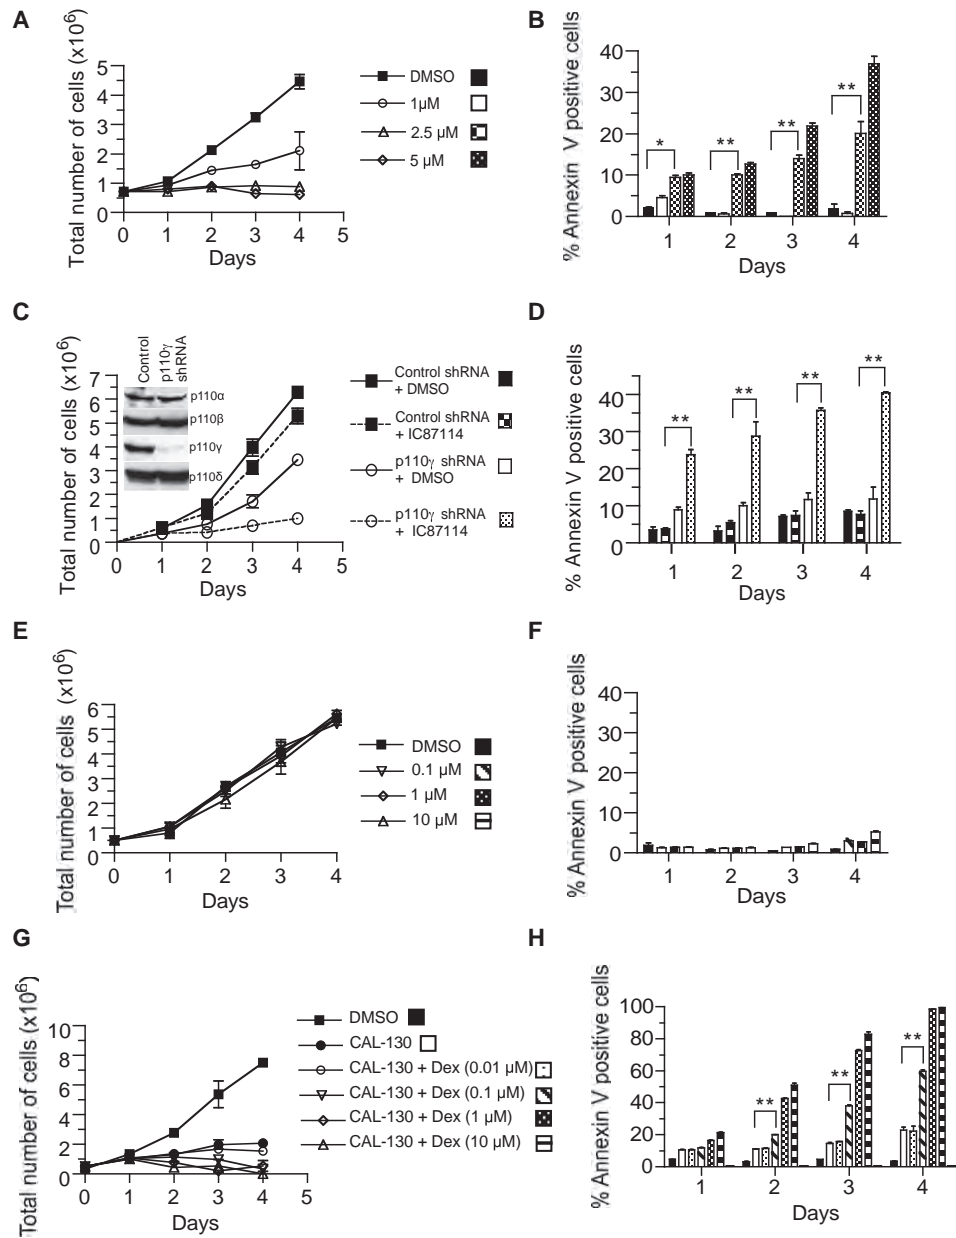 A
Total number of cells (x10⁶)
5
4
3
2
1
0
0 1 2 3 4 5
Days
DMSO
1µM
2.5 µM
5 µM
B
% Annexin V positive cells
40
30
20
10
0
* ** ** **
1 2 3 4
Days
C
Total number of cells (x10⁶)
7
6
5
4
3
2
1
0
0 1 2 3 4 5
Days
Control
p110γ
shRNA
p110α
p110β
p110γ
p110δ
Control shRNA
+ DMSO
Control shRNA
+ IC87114
p110γ shRNA
+ DMSO
p110γ shRNA
+ IC87114
D
% Annexin V positive cells
40
30
20
10
0
** ** ** **
1 2 3 4
Days
E
Total number of cells (x10⁶)
6
5
4
3
2
1
0
0 1 2 3 4
Days
DMSO
0.1 µM
1 µM
10 µM
F
% Annexin V positive cells
40
30
20
10
0
1 2 3 4
Days
G
Total number of cells (x10⁶)
10
8
6
4
2
0
0 1 2 3 4 5
Days
DMSO
CAL-130
CAL-130 + Dex (0.01 µM)
CAL-130 + Dex (0.1 µM)
CAL-130 + Dex (1 µM)
CAL-130 + Dex (10 µM)
H
% Annexin V positive cells
100
80
60
40
20
0
** ** **
1 2 3 4
Days